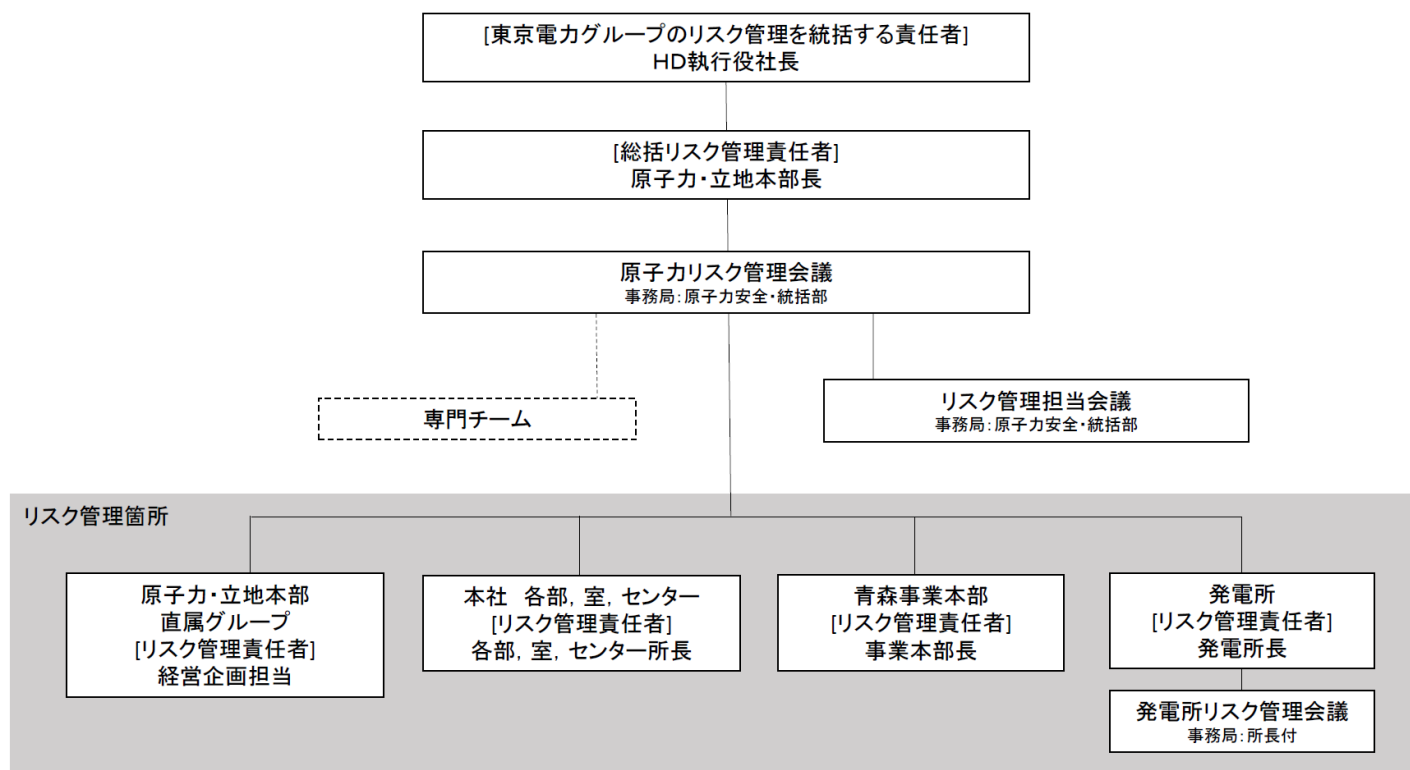 [東京電力グループのリスク管理を統括する責任者]
HD執行役社長
[総括リスク管理責任者]
原子力・立地本部長
原子力リスク管理会議
事務局:原子力安全・統括部
専門チーム
リスク管理担当会議
事務局:原子力安全・統括部
リスク管理箇所
原子力・立地本部
直属グループ
[リスク管理責任者]
経営企画担当
本社 各部,室,センター
[リスク管理責任者]
各部,室,センター所長
青森事業本部
[リスク管理責任者]
事業本部長
発電所
[リスク管理責任者]
発電所長
発電所リスク管理会議
事務局:所長付